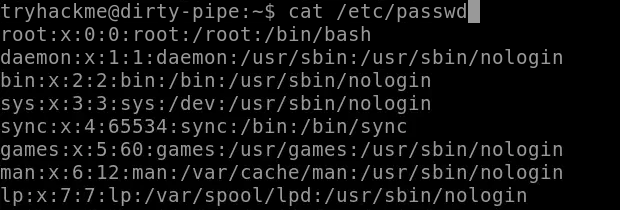 tryhackme@dirty-pipe:~$ cat /etc/passwd
root:x:0:0:root:/root:/bin/bash
daemon:x:1:1:daemon:/usr/sbin:/usr/sbin/nologin
bin:x:2:2:bin:/bin:/usr/sbin/nologin
sys:x:3:3:sys:/dev:/usr/sbin/nologin
sync:x:4:65534:sync:/bin:/bin/sync
games:x:5:60:games:/usr/games:/usr/sbin/nologin
man:x:6:12:man:/var/cache/man:/usr/sbin/nologin
lp:x:7:7:lp:/var/spool/lpd:/usr/sbin/nologin